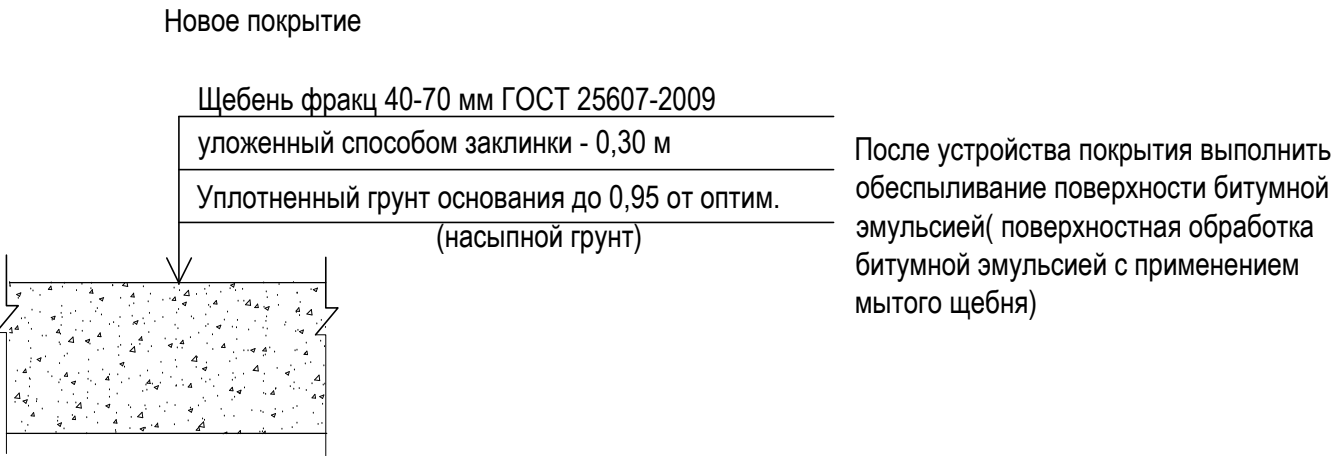 Новое покрытие
Щебень фракц 40-70 мм ГОСТ 25607-2009
уложенный способом заклинки - 0,30 м
Уплотненный грунт основания до 0,95 от оптим.
(насыпной грунт)
После устройства покрытия выполнить
обеспыливание поверхности битумной
эмульсией( поверхностная обработка
битумной эмульсией с применением
мытого щебня)